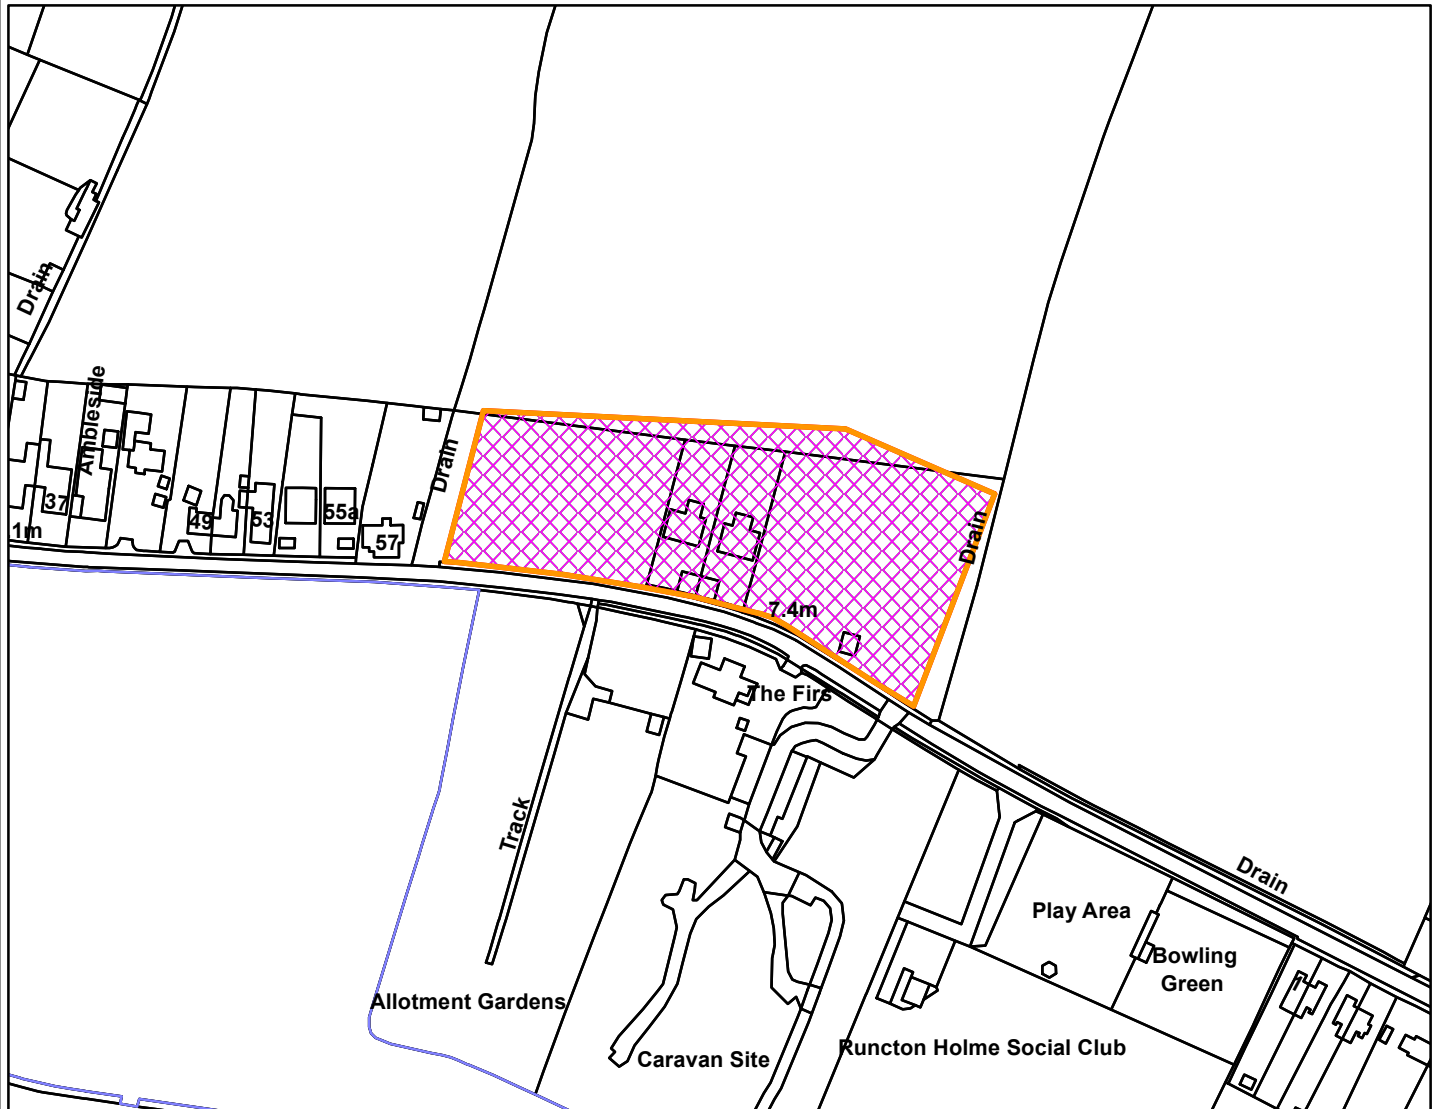 Drain
Ambleside
Drain
37
49
53
55a
57
1m
Drain
7.4m
The Firs
Track
Drain
Play Area
Bowling
Green
1
Allotment Gardens
Caravan Site
Runcton Holme Social Club